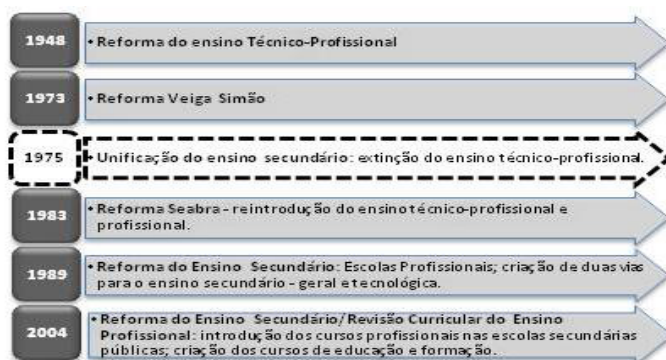 1948
• Reforma do ensino Técnico-Profissional
1973
• Reforma Veiga Simão
1975
• Unificação do ensino secundário: extinção do ensino técnico-profissional.
1983
• Reforma Seabra - reintrodução do ensino técnico-profissional e
profissional.
1989
• Reforma do Ensino Secundário: Escolas Profissionais; criação de duas vias
para o ensino secundário - geral e tecnológica.
2004
• Reforma do Ensino Secundário/Revisão Curricular do Ensino
Profissional: introdução dos cursos profissionais nas escolas secundárias
públicas; criação dos cursos de educação e formação.